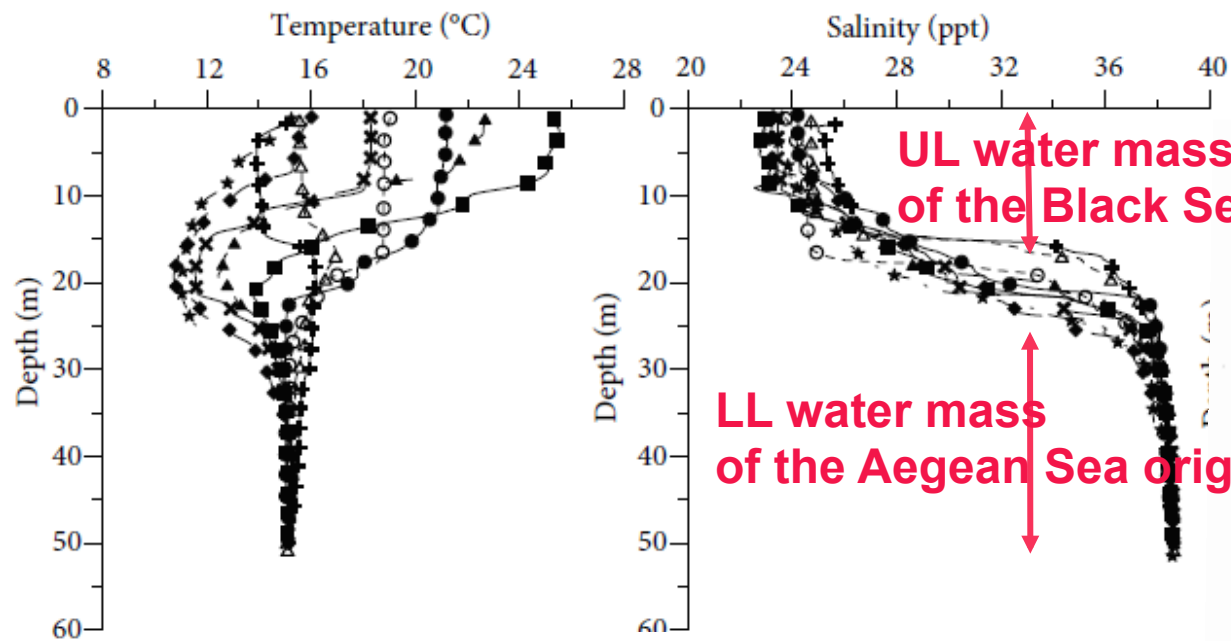 Temperature (°C)
8 12 16 20 24 28
0
10
20
30
40
50
60
Depth (m)
Salinity (ppt)
20 24 28 32 36 40
0
10
20
30
40
50
60
Depth (m)
UL water mass
of the Black Se
LL water mass
of the Aegean Sea orig